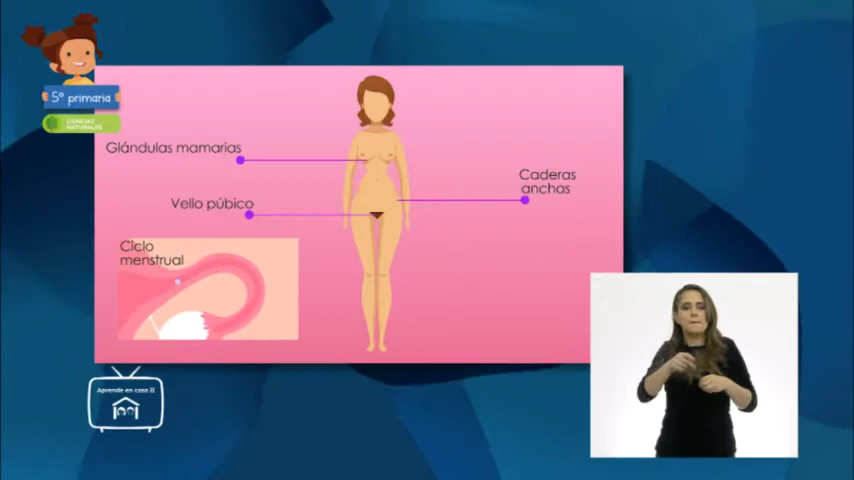 5° primaria
CIENCIAS
NATURALES
Glándulas mamarias
Caderas
anchas
Vello púbico
Ciclo
menstrual
Aprende en casa II